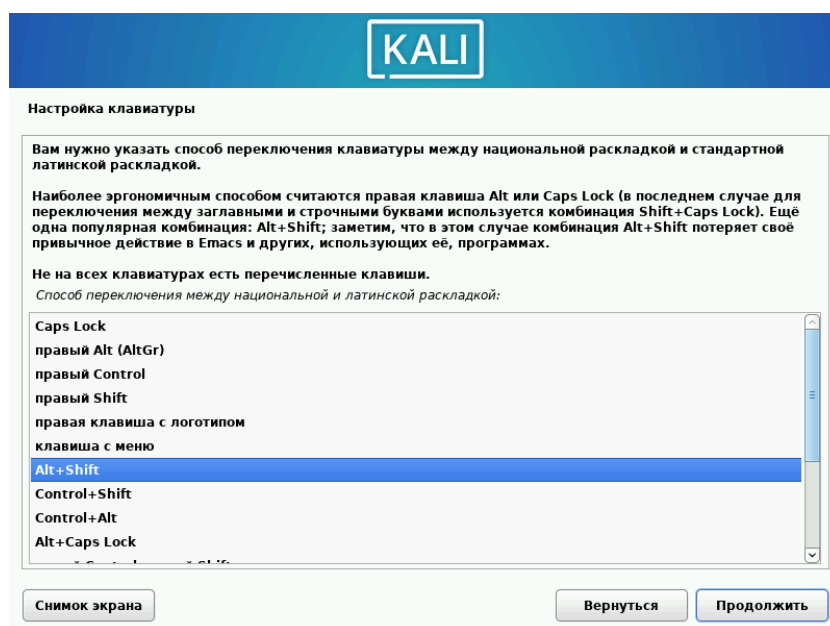 KALI
Настройка клавиатуры
Вам нужно указать способ переключения клавиатуры между национальной раскладкой и стандартной
латинской раскладкой.
Наиболее эргономичным способом считаются правая клавиша Alt или Caps Lock (в последнем случае для
переключения между заглавными и строчными буквами используется комбинация Shift+Caps Lock). Ещё
одна популярная комбинация: Alt+Shift; заметим, что в этом случае комбинация Alt+Shift потеряет своё
привычное действие в Emacs и других, использующих её, программах.
Не на всех клавиатурах есть перечисленные клавиши.
Способ переключения между национальной и латинской раскладкой:
Caps Lock
правый Alt (AltGr)
правый Control
правый Shift
правая клавиша с логотипом
клавиша с меню
Alt+Shift
Control+Shift
Control+Alt
Alt+Caps Lock
Снимок экрана
Вернуться
Продолжить